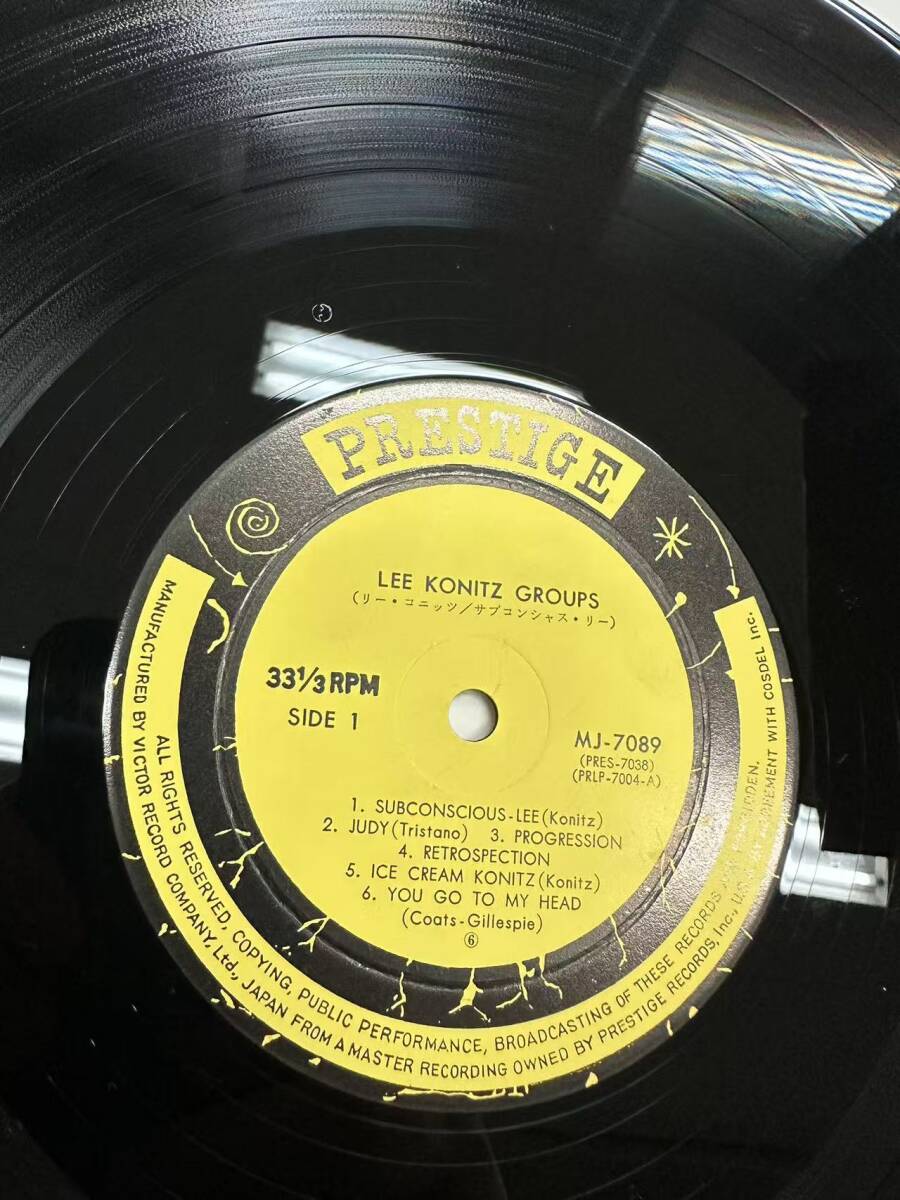 PRESTIGE
LEE KONITZ GROUPS
(リー・コニッツ/サブコンシャス・リー)
33 1/3 RPM
SIDE 1
MJ-7089
(PRES-7038)
(PRLP-7004-A)
1. SUBCONSCIOUS-LEE (Konitz)
2. JUDY (Tristano) 3. PROGRESSION
4. RETROSPECTION
5. ICE CREAM KONITZ (Konitz)
6. YOU GO TO MY HEAD
(Coats-Gillespie)
⑥
ALL RIGHTS RESERVED, COPYING, PUBLIC PERFORMANCE, BROADCASTING OF THESE RECORDS
MANUFACTURED BY VICTOR RECORD COMPANY, Ltd., JAPAN FROM A MASTER RECORDING OWNED BY PRESTIGE RECORDS, Inc., U.S.A. AGREEMENT WITH COSDEL Inc.